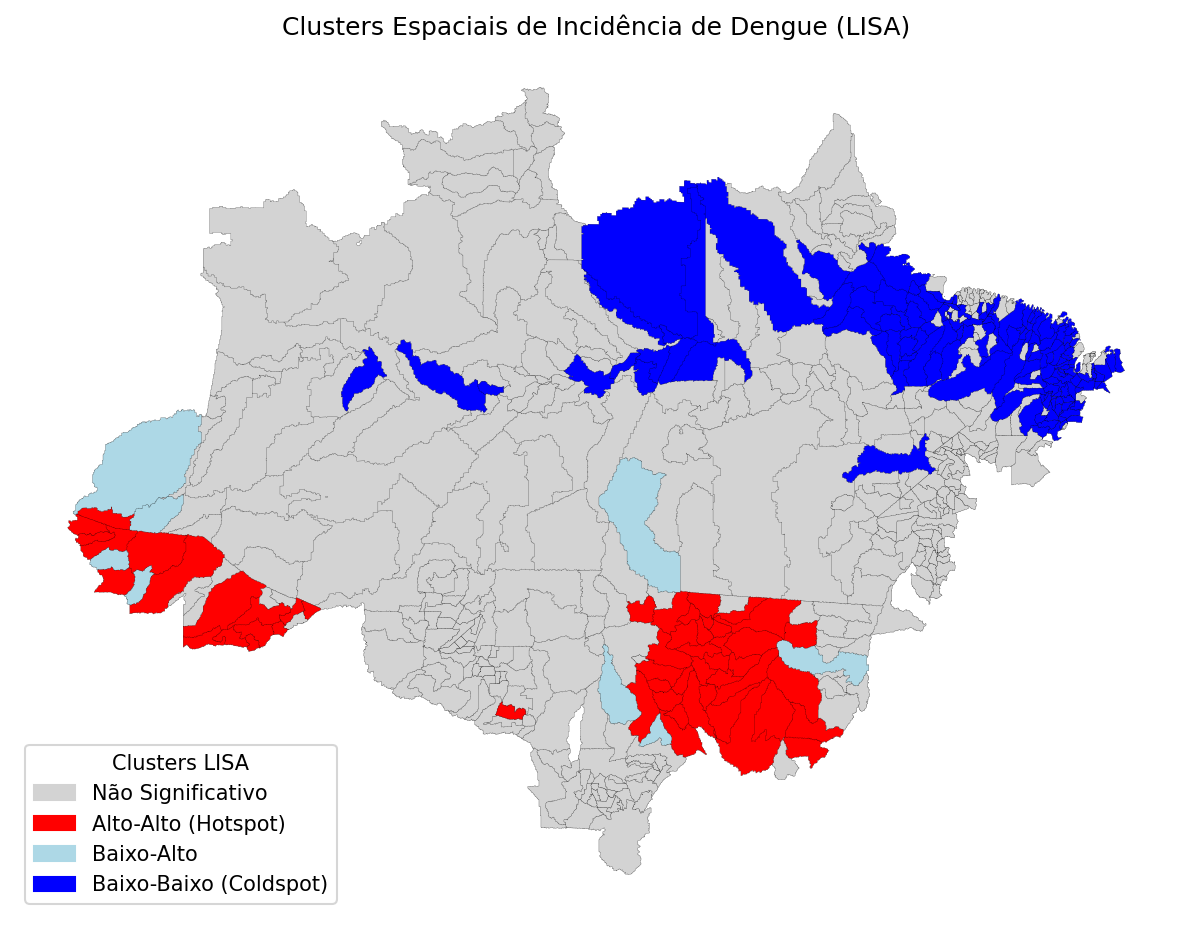 Clusters Espaciais de Incidência de Dengue (LISA)
Clusters LISA
Não Significativo
Alto-Alto (Hotspot)
Baixo-Alto
Baixo-Baixo (Coldspot)